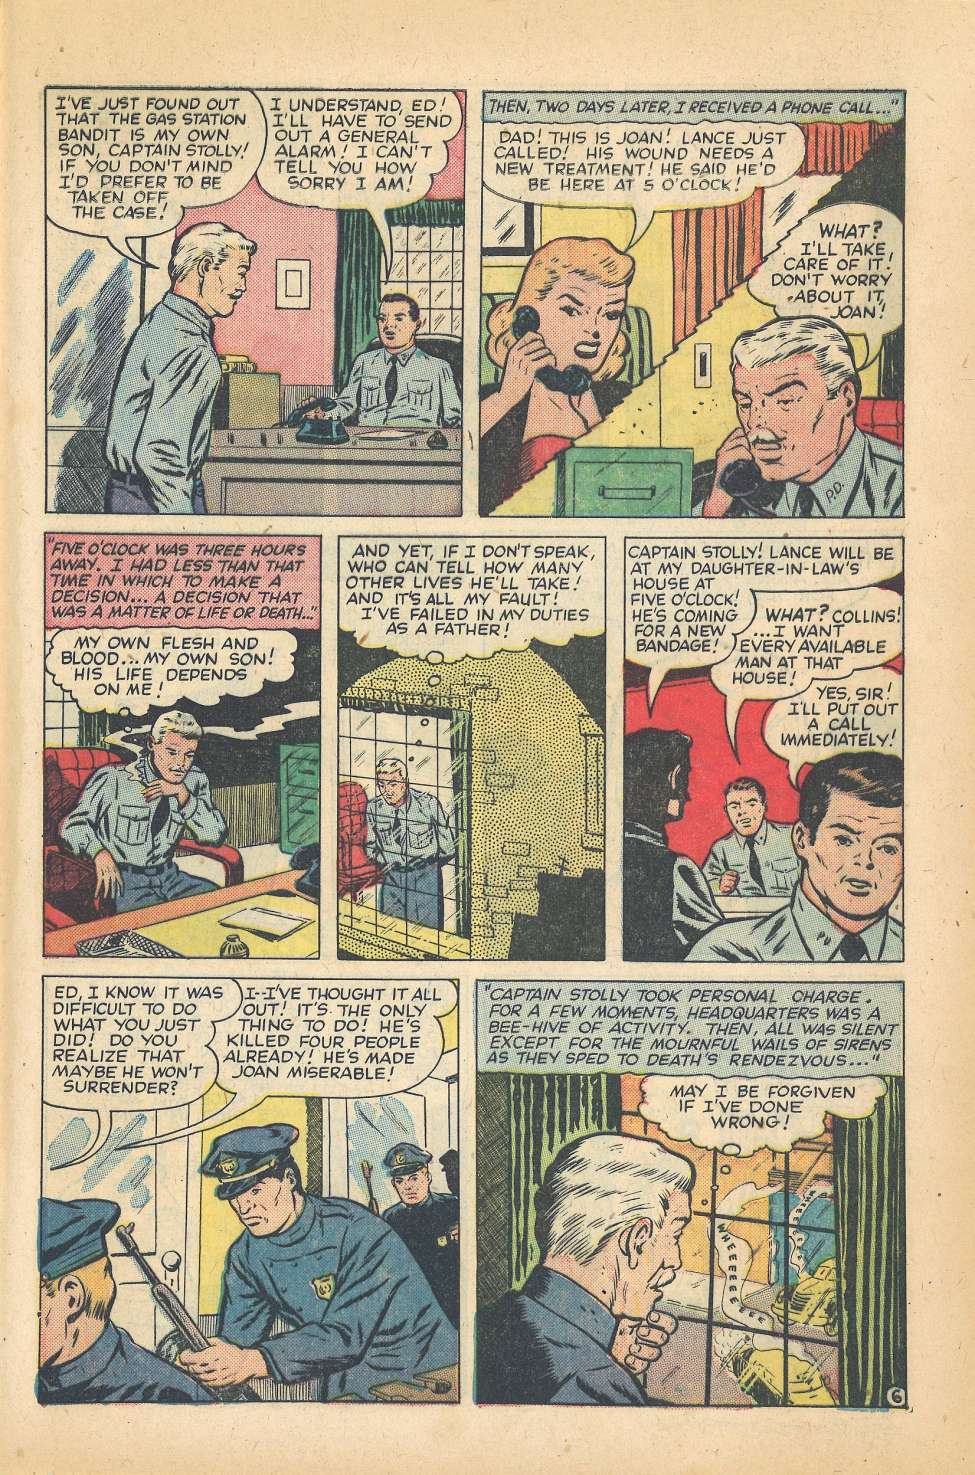 I'VE JUST FOUND OUT
THAT THE GAS STATION
BANDIT IS MY OWN
SON, CAPTAIN STOLLY!
IF YOU DON'T MIND
I'D PREFER TO BE
TAKEN OFF
THE CASE!
I UNDERSTAND, ED!
I'LL HAVE TO SEND
OUT A GENERAL
ALARM! I CAN'T
TELL YOU HOW
SORRY I AM!
THEN, TWO DAYS LATER, I RECEIVED A PHONE CALL..."
DAD! THIS IS JOAN! LANCE JUST
CALLED! HIS WOUND NEEDS A
NEW TREATMENT! HE SAID HE'D
BE HERE AT 5 O'CLOCK!
WHAT?
I'LL TAKE
CARE OF IT!
DON'T WORRY
ABOUT IT,
JOAN!
P.D.
"FIVE O'CLOCK WAS THREE HOURS
AWAY. I HAD LESS THAN THAT
TIME IN WHICH TO MAKE A
DECISION... A DECISION THAT
WAS A MATTER OF LIFE OR DEATH..."
MY OWN FLESH AND
BLOOD... MY OWN SON!
HIS LIFE DEPENDS
ON ME!
AND YET, IF I DON'T SPEAK,
WHO CAN TELL HOW MANY
OTHER LIVES HE'LL TAKE!
AND IT'S ALL MY FAULT!
I'VE FAILED IN MY DUTIES
AS A FATHER!
CAPTAIN STOLLY! LANCE WILL BE
AT MY DAUGHTER-IN-LAW'S
HOUSE AT
FIVE O'CLOCK!
HE'S COMING
FOR A NEW
BANDAGE!
WHAT? COLLINS!
...I WANT
EVERY AVAILABLE
MAN AT THAT
HOUSE!
YES, SIR!
I'LL PUT OUT
A CALL
IMMEDIATELY!
ED, I KNOW IT WAS
DIFFICULT TO DO
WHAT YOU JUST
DID! DO YOU
REALIZE THAT
MAYBE HE WON'T
SURRENDER?
I--I'VE THOUGHT IT ALL
OUT! IT'S THE ONLY
THING TO DO! HE'S
KILLED FOUR PEOPLE
ALREADY! HE'S MADE
JOAN MISERABLE!
"CAPTAIN STOLLY TOOK PERSONAL CHARGE.
FOR A FEW MOMENTS, HEADQUARTERS WAS A
BEE-HIVE OF ACTIVITY. THEN, ALL WAS SILENT
EXCEPT FOR THE MOURNFUL WAILS OF SIRENS
AS THEY SPED TO DEATH'S RENDEZVOUS..."
MAY I BE FORGIVEN
IF I'VE DONE
WRONG!
6